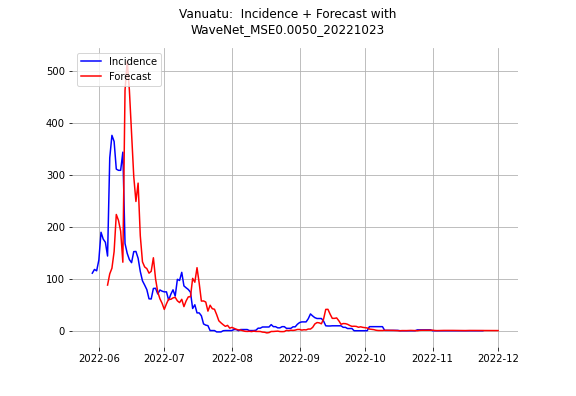 Vanuatu:  Incidence + Forecast with
WaveNet_MSE0.0050_20221023
Incidence
Forecast
500
400
300
200
100
0
2022-06 2022-07 2022-08 2022-09 2022-10 2022-11 2022-12